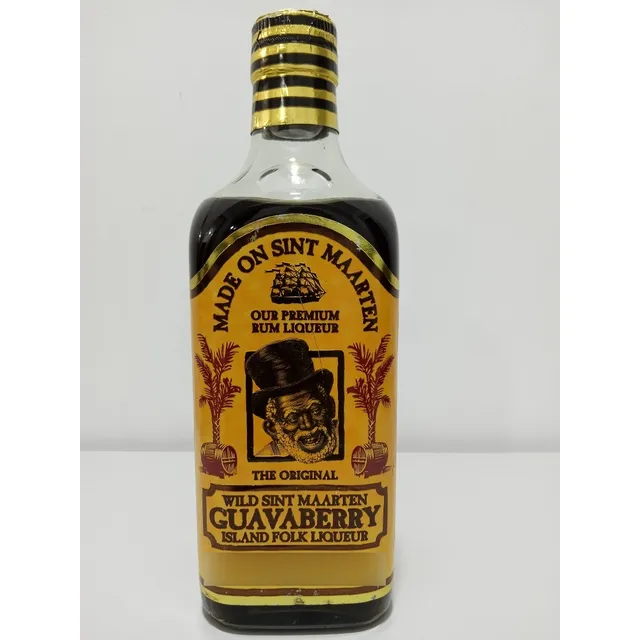 MADE ON SINT MAARTEN
OUR PREMIUM
RUM LIQUEUR
THE ORIGINAL
WILD SINT MAARTEN
GUAVABERRY
ISLAND FOLK LIQUEUR